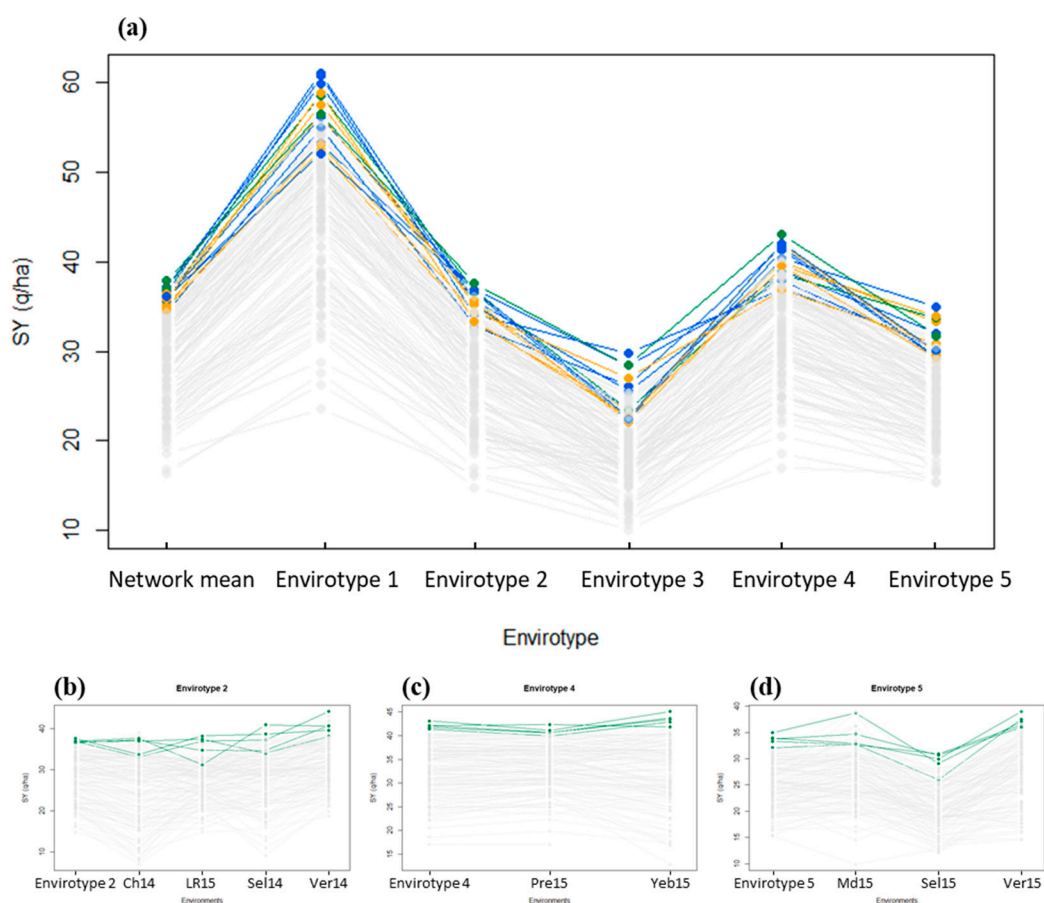 (a)
SY (q/ha)
60
50
40
30
20
10
Network mean Envirotype 1 Envirotype 2 Envirotype 3 Envirotype 4 Envirotype 5
Envirotype
(b)
Envirotype 2
SY (q/ha)
40
30
20
10
Envirotype 2 Ch14 LR15 Sel14 Ver14
Environments
(c)
Envirotype 4
SY (q/ha)
45
40
35
30
25
20
15
Envirotype 4 Pre15 Yeb15
Environments
(d)
Envirotype 5
SY (q/ha)
40
35
30
25
20
15
10
Envirotype 5 Md15 Sel15 Ver15
Environments